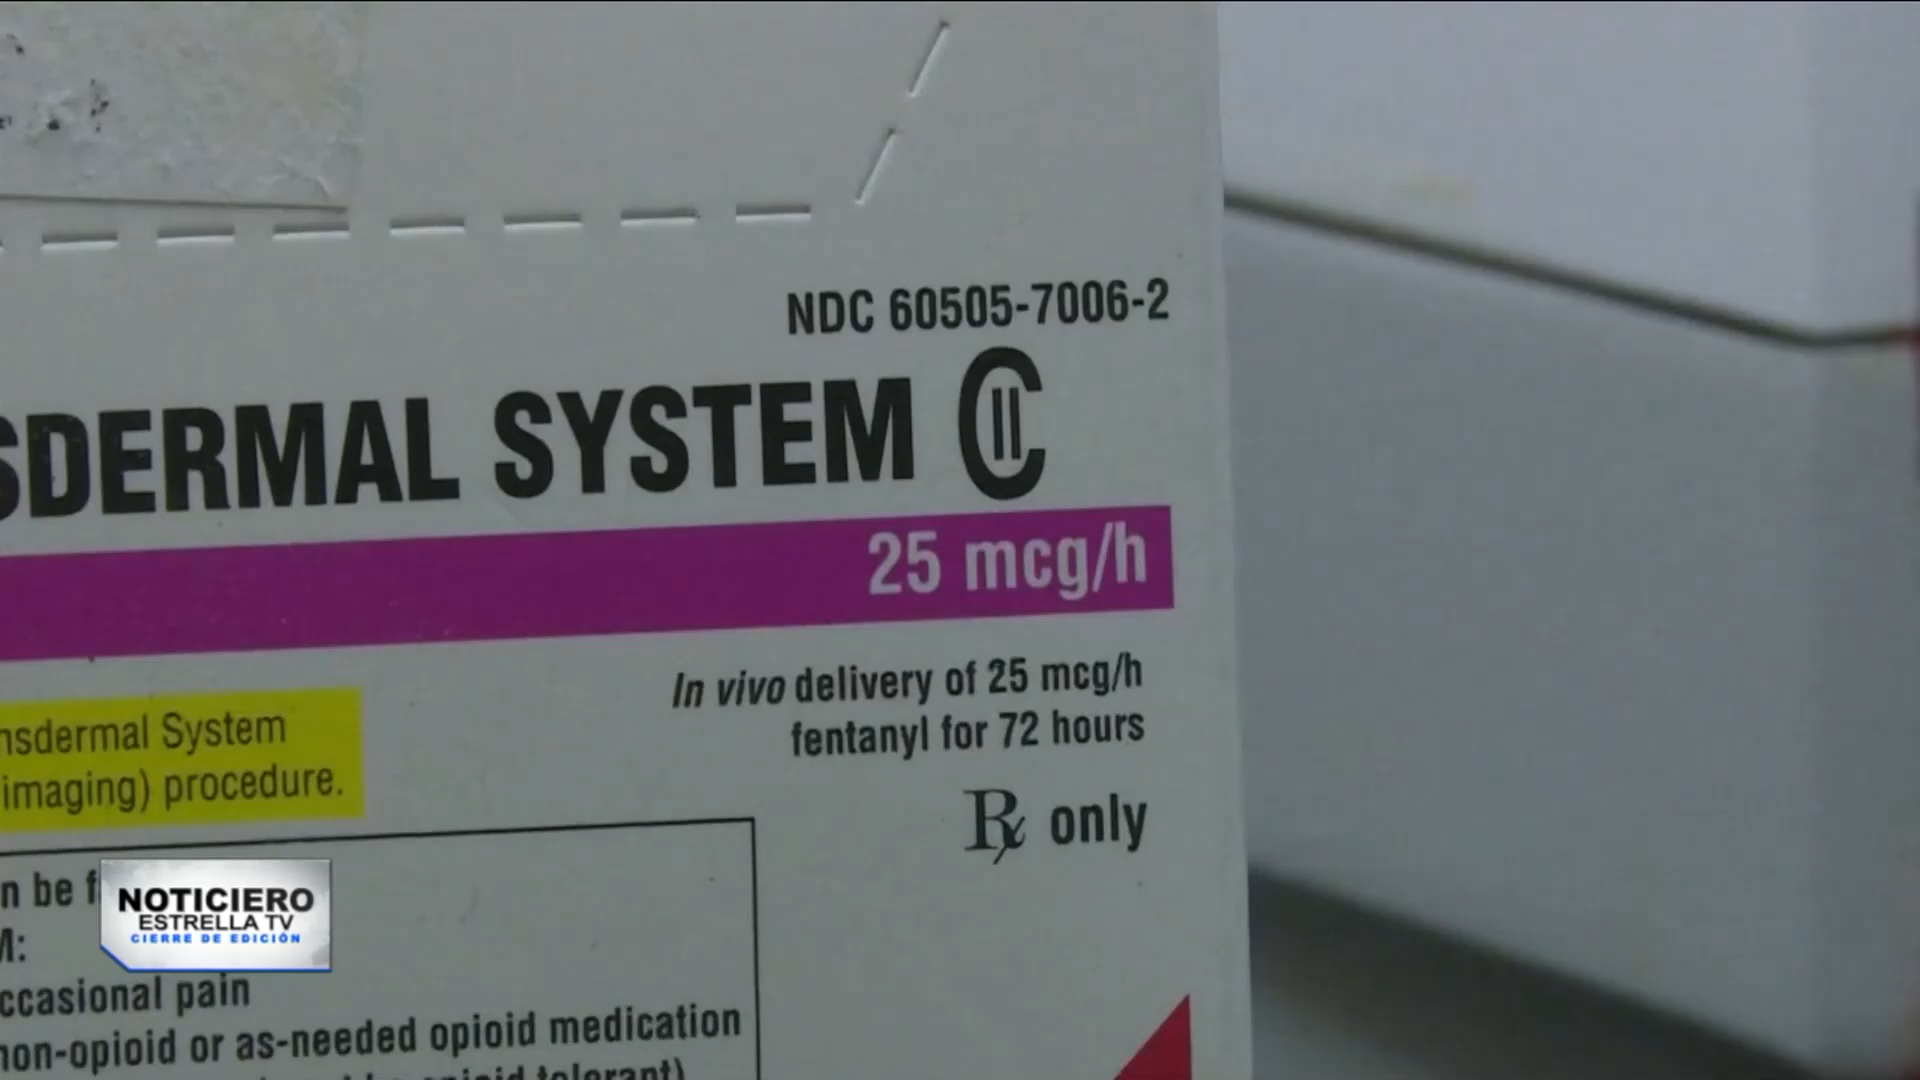 NDC 60505-7006-2
SDERMAL SYSTEM CII
25 mcg/h
In vivo delivery of 25 mcg/h
fentanyl for 72 hours
Rx only
nsdermal System
imaging) procedure.
n be f
M:
ccasional pain
non-opioid or as-needed opioid medication
opioid tolerant)
NOTICIERO
ESTRELLA TV
CIERRE DE EDICIÓN